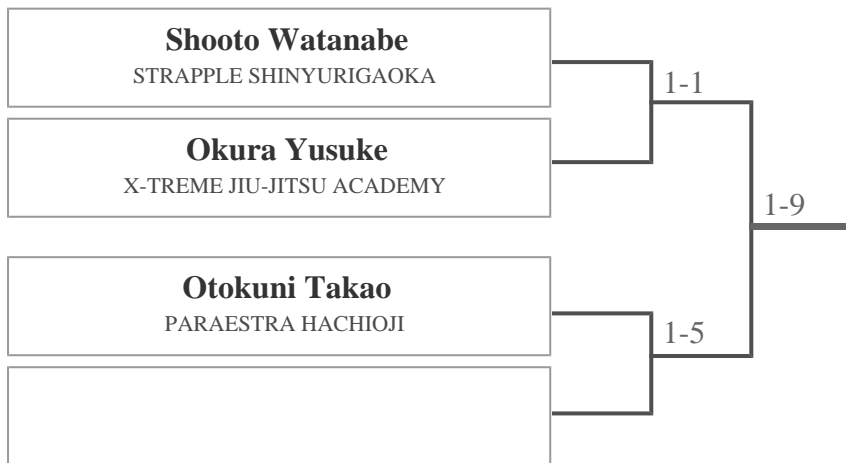 Shooto Watanabe
STRAPPLE SHINYURIGAOKA
1-1
Okura Yusuke
X-TREME JIU-JITSU ACADEMY
1-9
Otokuni Takao
PARAESTRA HACHIOJI
1-5